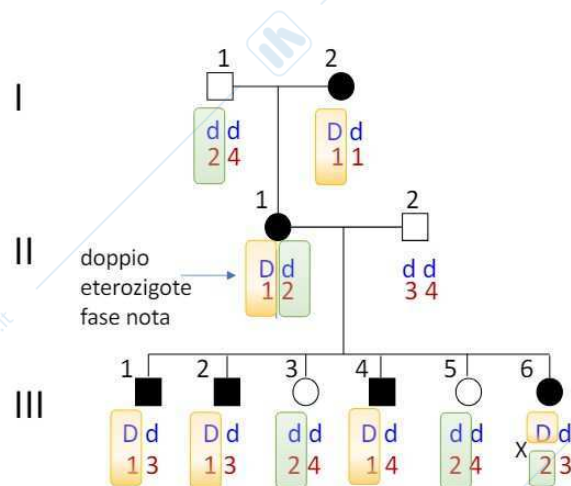 1 2
I
d d D d
2 4 1 1
1 2
II
doppio
eterozigote
fase nota
D d d d
1 2 3 4
1 2 3 4 5 6
III
D d D d d d D d d d D d
1 3 1 3 2 4 1 4 2 4 X 2 3